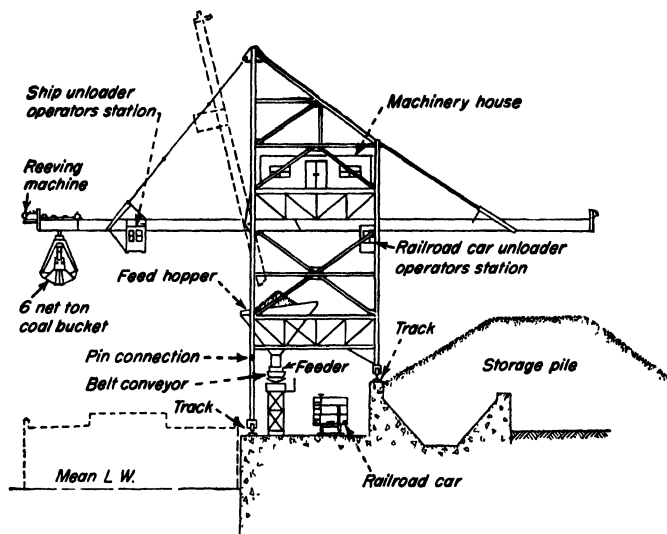 Ship unloader
operators station
Machinery house
Reeving
machine
Railroad car unloader
operators station
Feed hopper
6 net ton
coal bucket
Track
Pin connection
Feeder
Storage pile
Belt conveyor
Track
Mean L W.
Railroad car